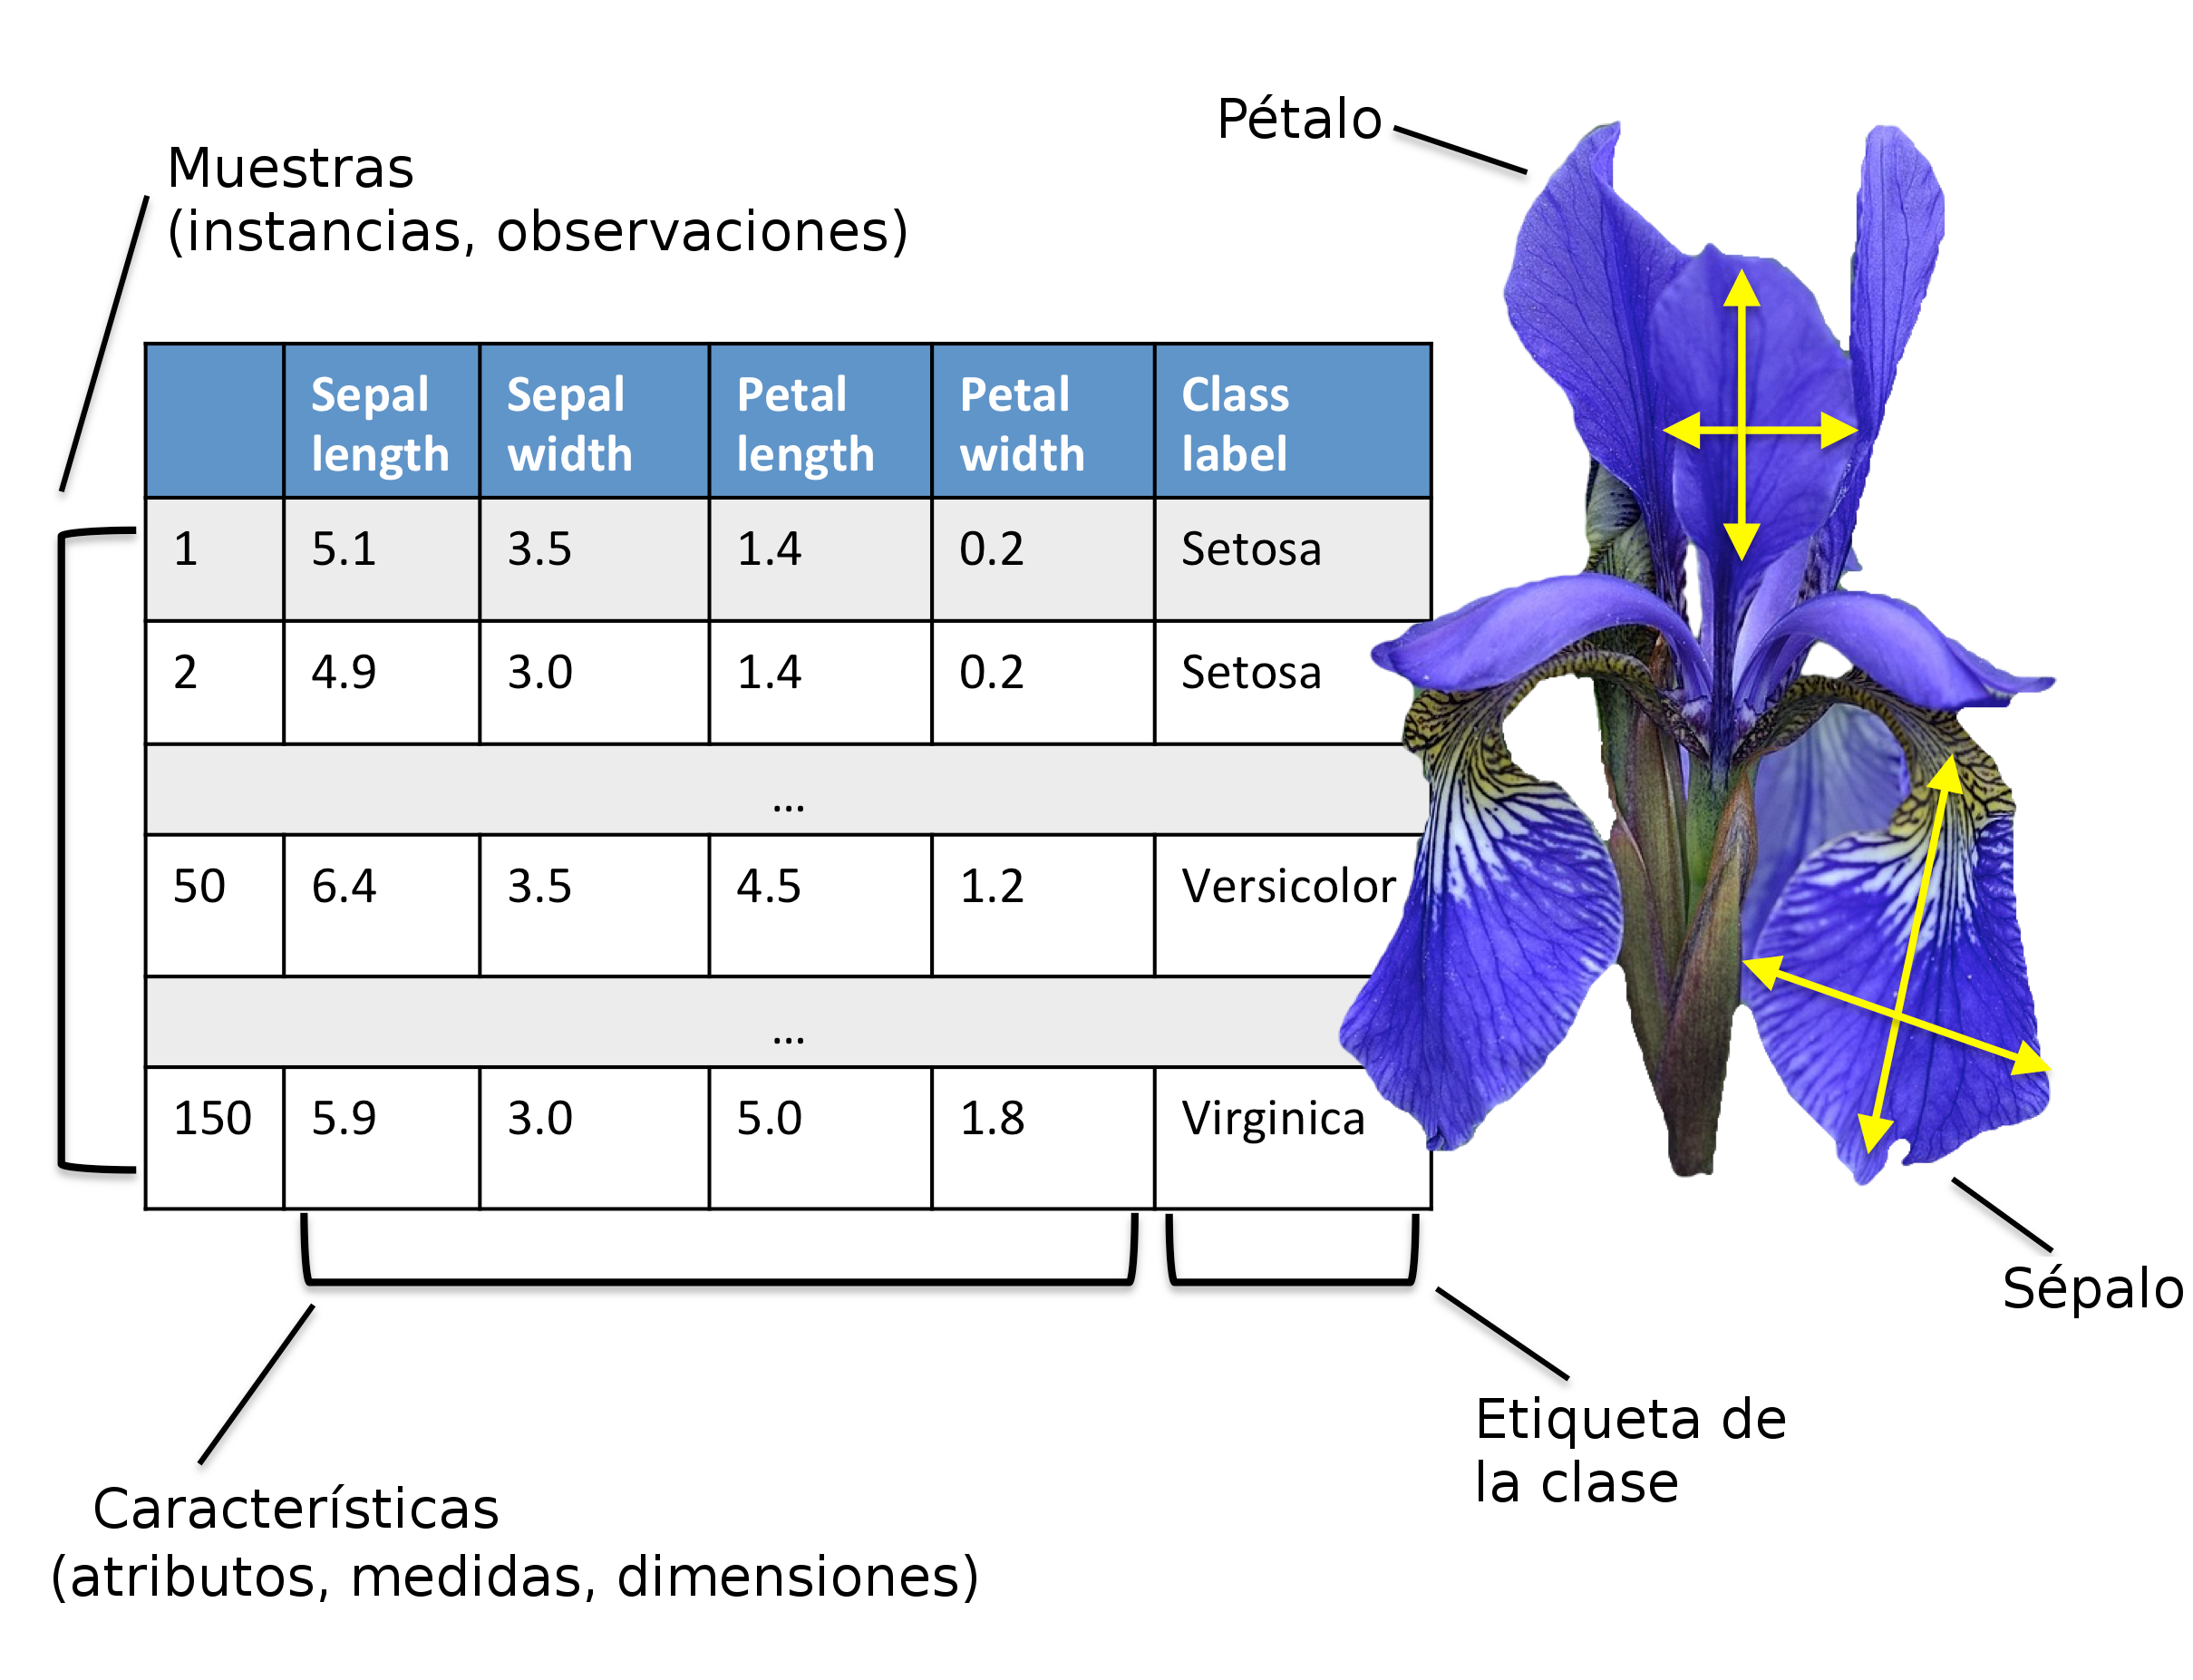 Pétalo
Muestras
(instancias, observaciones)
Sepal length Sepal width Petal length Petal width Class label
1 5.1 3.5 1.4 0.2 Setosa
2 4.9 3.0 1.4 0.2 Setosa
...
50 6.4 3.5 4.5 1.2 Versicolor
...
150 5.9 3.0 5.0 1.8 Virginica
Sépalo
Etiqueta de
la clase
Características
(atributos, medidas, dimensiones)